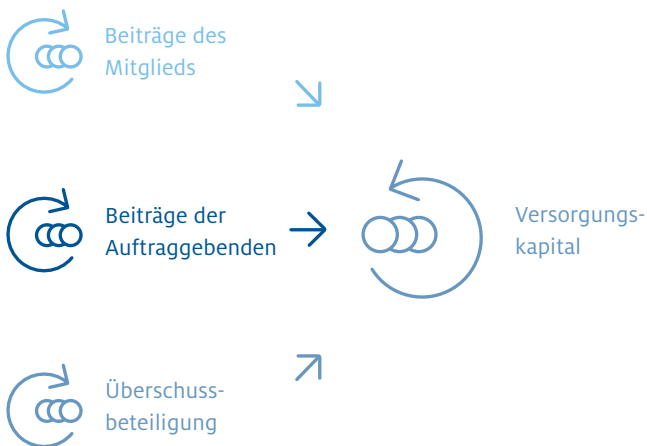 Beiträge des
Mitglieds
Beiträge der
Auftraggebenden
Versorgungs-
kapital
Überschuss-
beteiligung